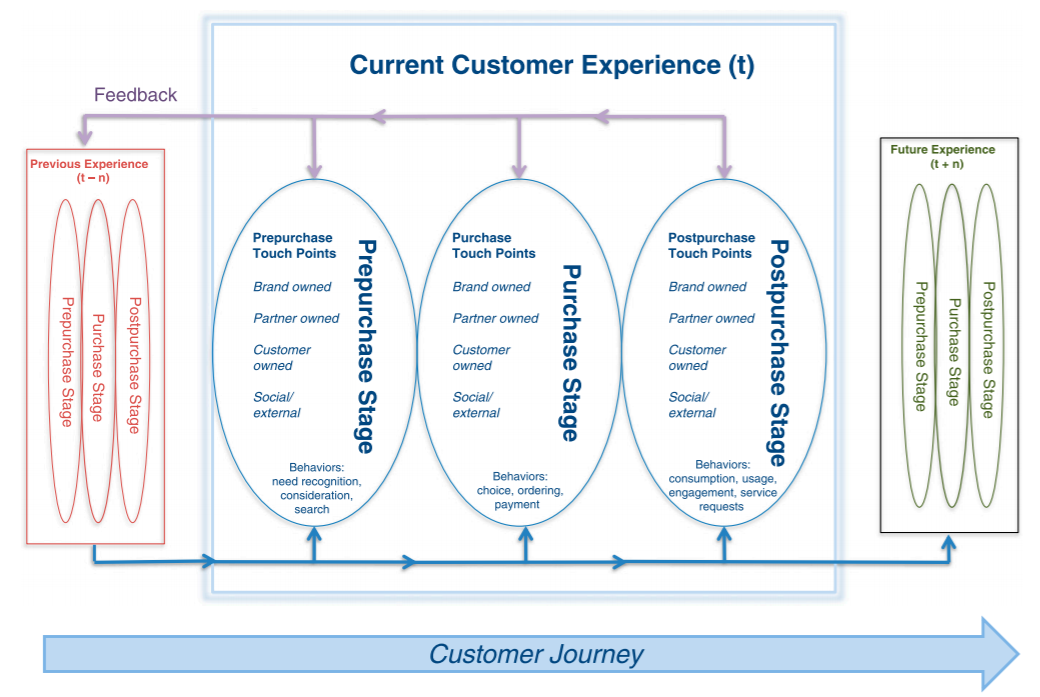 Current Customer Experience (t)
Feedback
Previous Experience
(t – n)
Prepurchase Stage
Purchase Stage
Postpurchase Stage
Prepurchase
Touch Points
Brand owned
Partner owned
Customer
owned
Social/
external
Prepurchase Stage
Behaviors:
need recognition,
consideration,
search
Purchase
Touch Points
Brand owned
Partner owned
Customer
owned
Social/
external
Purchase Stage
Behaviors:
choice, ordering,
payment
Postpurchase
Touch Points
Brand owned
Partner owned
Customer
owned
Social/
external
Postpurchase Stage
Behaviors:
consumption, usage,
engagement, service
requests
Future Experience
(t + n)
Prepurchase Stage
Purchase Stage
Postpurchase Stage
Customer Journey